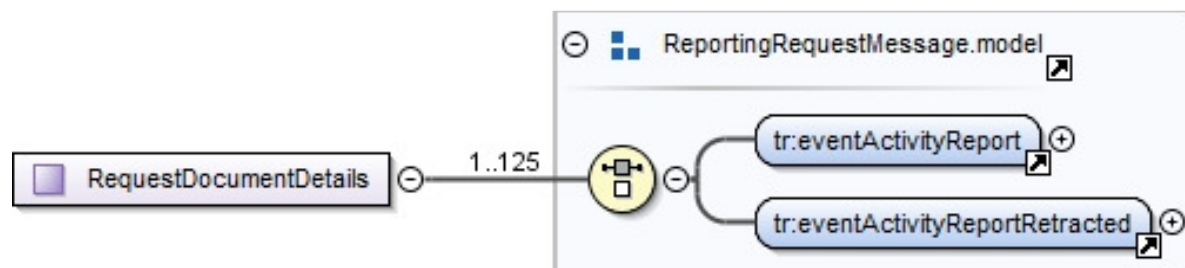 ReportingRequestMessage.model
RequestDocumentDetails
1..125
tr:eventActivityReport
tr:eventActivityReportRetracted